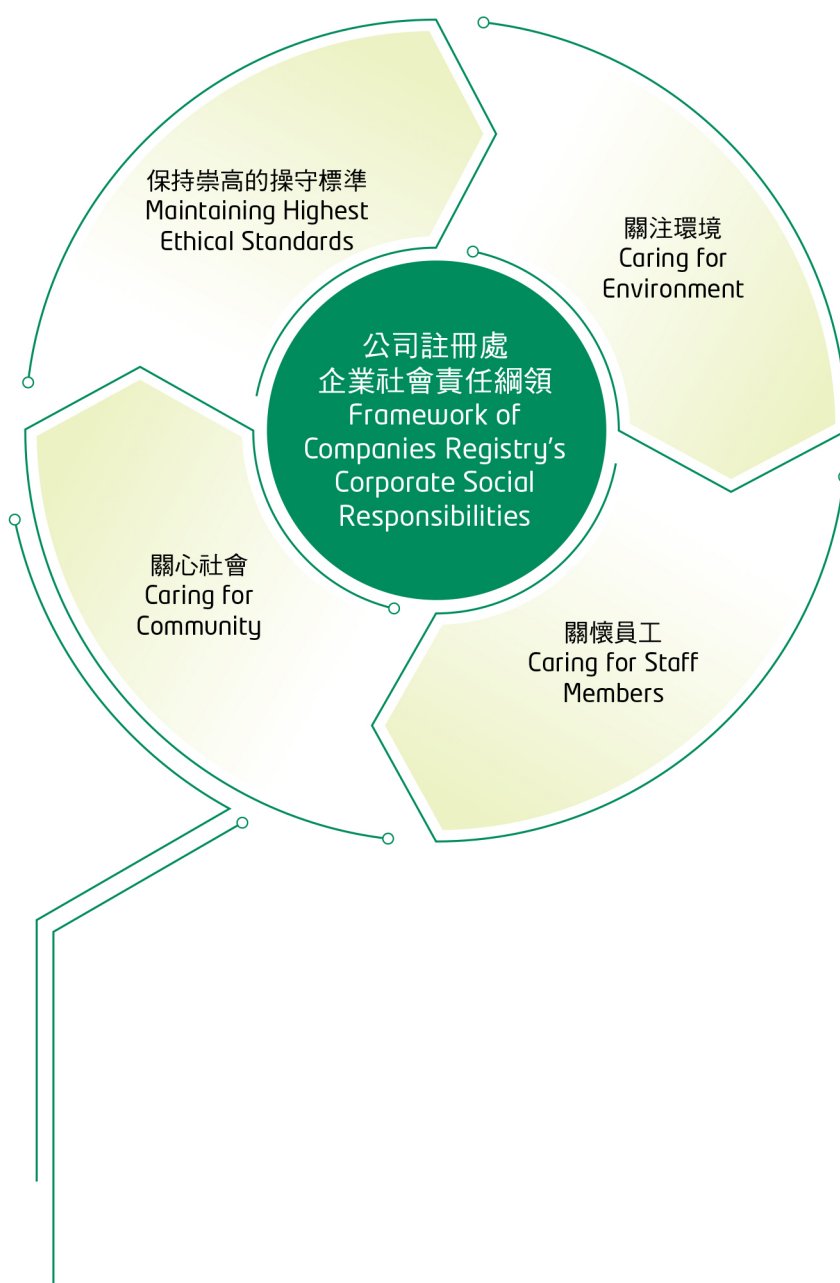 保持崇高的操守標準
Maintaining Highest
Ethical Standards
關注環境
Caring for
Environment
公司註冊處
企業社會責任綱領
Framework of
Companies Registry's
Corporate Social
Responsibilities
關心社會
Caring for
Community
關懷員工
Caring for Staff
Members